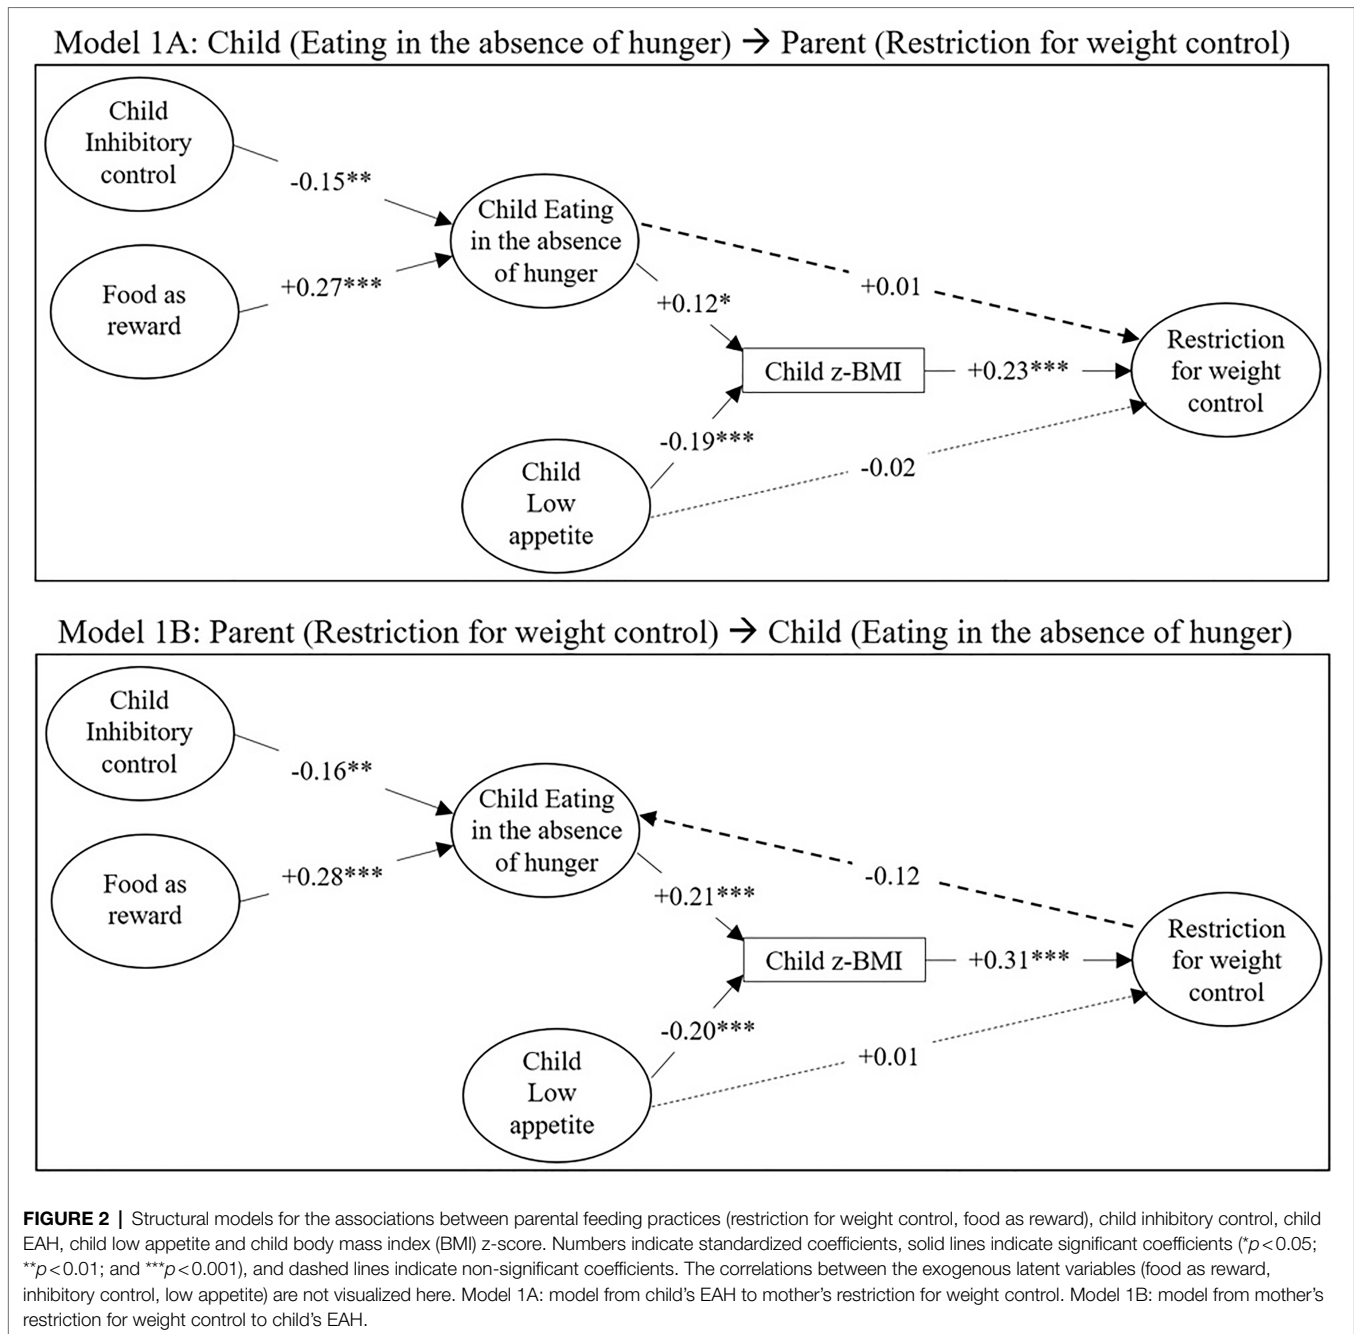 Model 1A: Child (Eating in the absence of hunger) → Parent (Restriction for weight control)
Child
Inhibitory
control
-0.15**
Child Eating
in the absence
of hunger
Food as
reward
+0.27***
+0.01
+0.12*
Restriction
for weight
control
Child z-BMI
+0.23***
-0.19***
-0.02
Child
Low
appetite
Model 1B: Parent (Restriction for weight control) → Child (Eating in the absence of hunger)
Child
Inhibitory
control
-0.16**
Child Eating
in the absence
of hunger
Food as
reward
+0.28***
-0.12
+0.21***
Restriction
for weight
control
Child z-BMI
+0.31***
-0.20***
+0.01
Child
Low
appetite
FIGURE 2 | Structural models for the associations between parental feeding practices (restriction for weight control, food as reward), child inhibitory control, child
EAH, child low appetite and child body mass index (BMI) z-score. Numbers indicate standardized coefficients, solid lines indicate significant coefficients (*p<0.05;
**p<0.01; and ***p<0.001), and dashed lines indicate non-significant coefficients. The correlations between the exogenous latent variables (food as reward,
inhibitory control, low appetite) are not visualized here. Model 1A: model from child's EAH to mother's restriction for weight control. Model 1B: model from mother's
restriction for weight control to child's EAH.